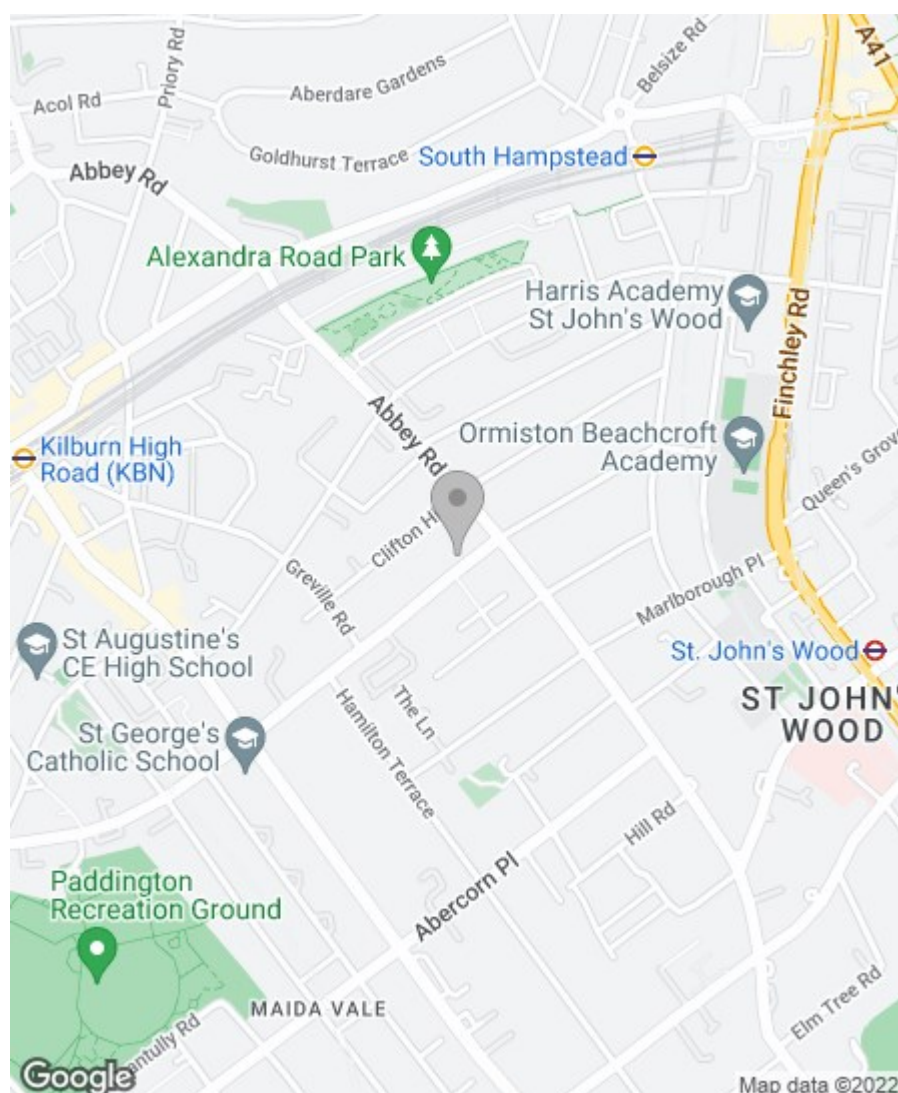 A41
Belsize Rd
Priory Rd
Aberdare Gardens
Acol Rd
Goldhurst Terrace
South Hampstead
Abbey Rd
Alexandra Road Park
Harris Academy
St John's Wood
Finchley Rd
Abbey Rd
Ormiston Beachcroft
Academy
Kilburn High
Road (KBN)
Queen's Grov
Clifton Hi
Greville Rd
Marlborough Pl
St Augustine's
CE High School
St. John's Wood
ST JOHN'
WOOD
The Ln
Hamilton Terrace
St George's
Catholic School
Hill Rd
Abercorn Pl
Paddington
Recreation Ground
MAIDA VALE
Elm Tree Rd
antully Rd
Google
Map data ©2022